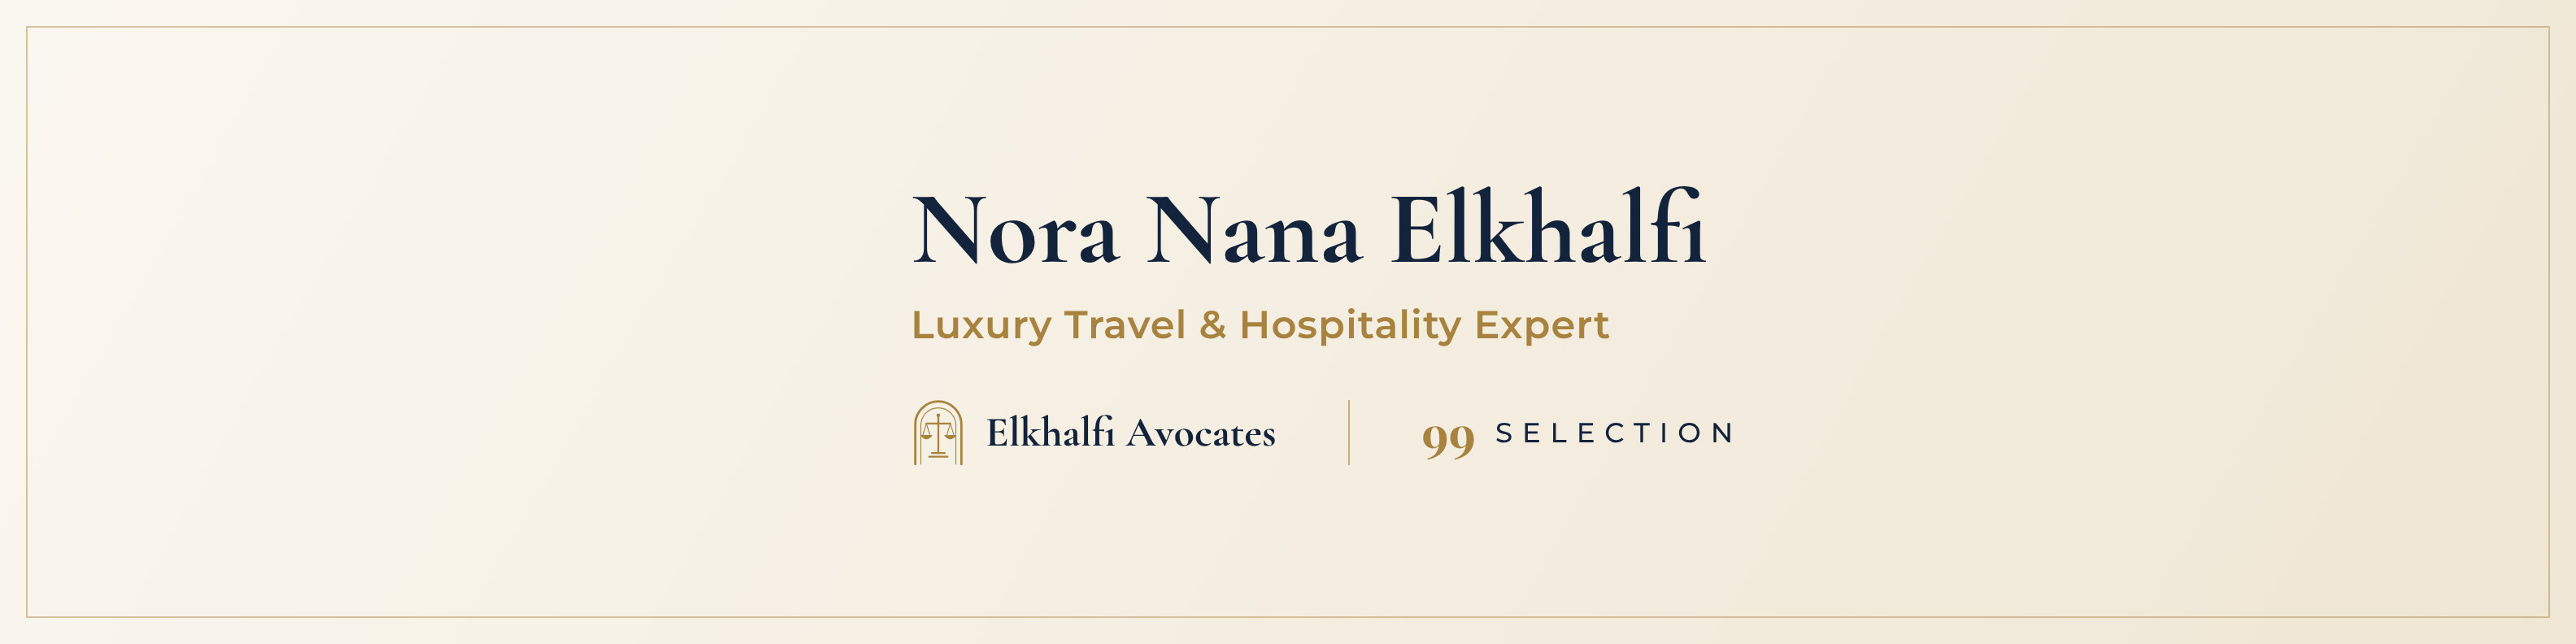 Nora Nana Elkhalfi
Luxury Travel & Hospitality Expert
Elkhalfi Avocates
99 SELECTION